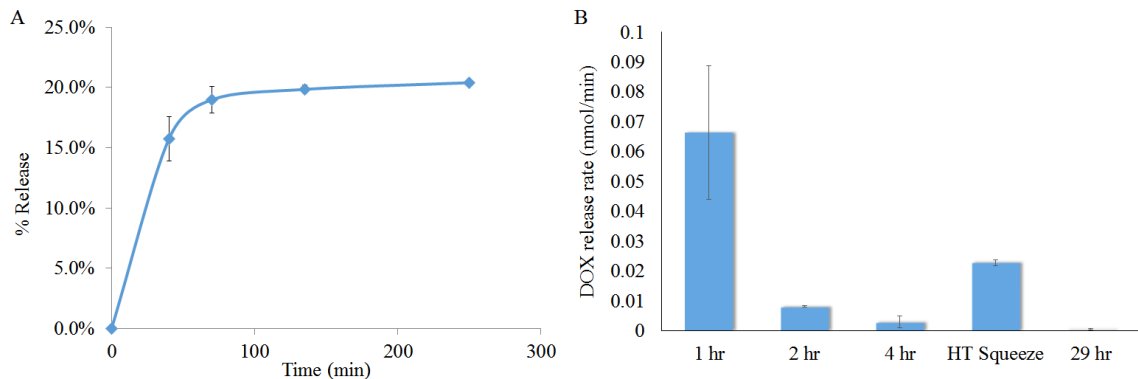 A
25.0%
20.0%
15.0%
10.0%
5.0%
0.0%
% Release
0
100
200
300
Time (min)
B
0.1
0.09
0.08
0.07
0.06
0.05
0.04
0.03
0.02
0.01
0
DOX release rate (nmol/min)
1 hr
2 hr
4 hr
HT Squeeze
29 hr